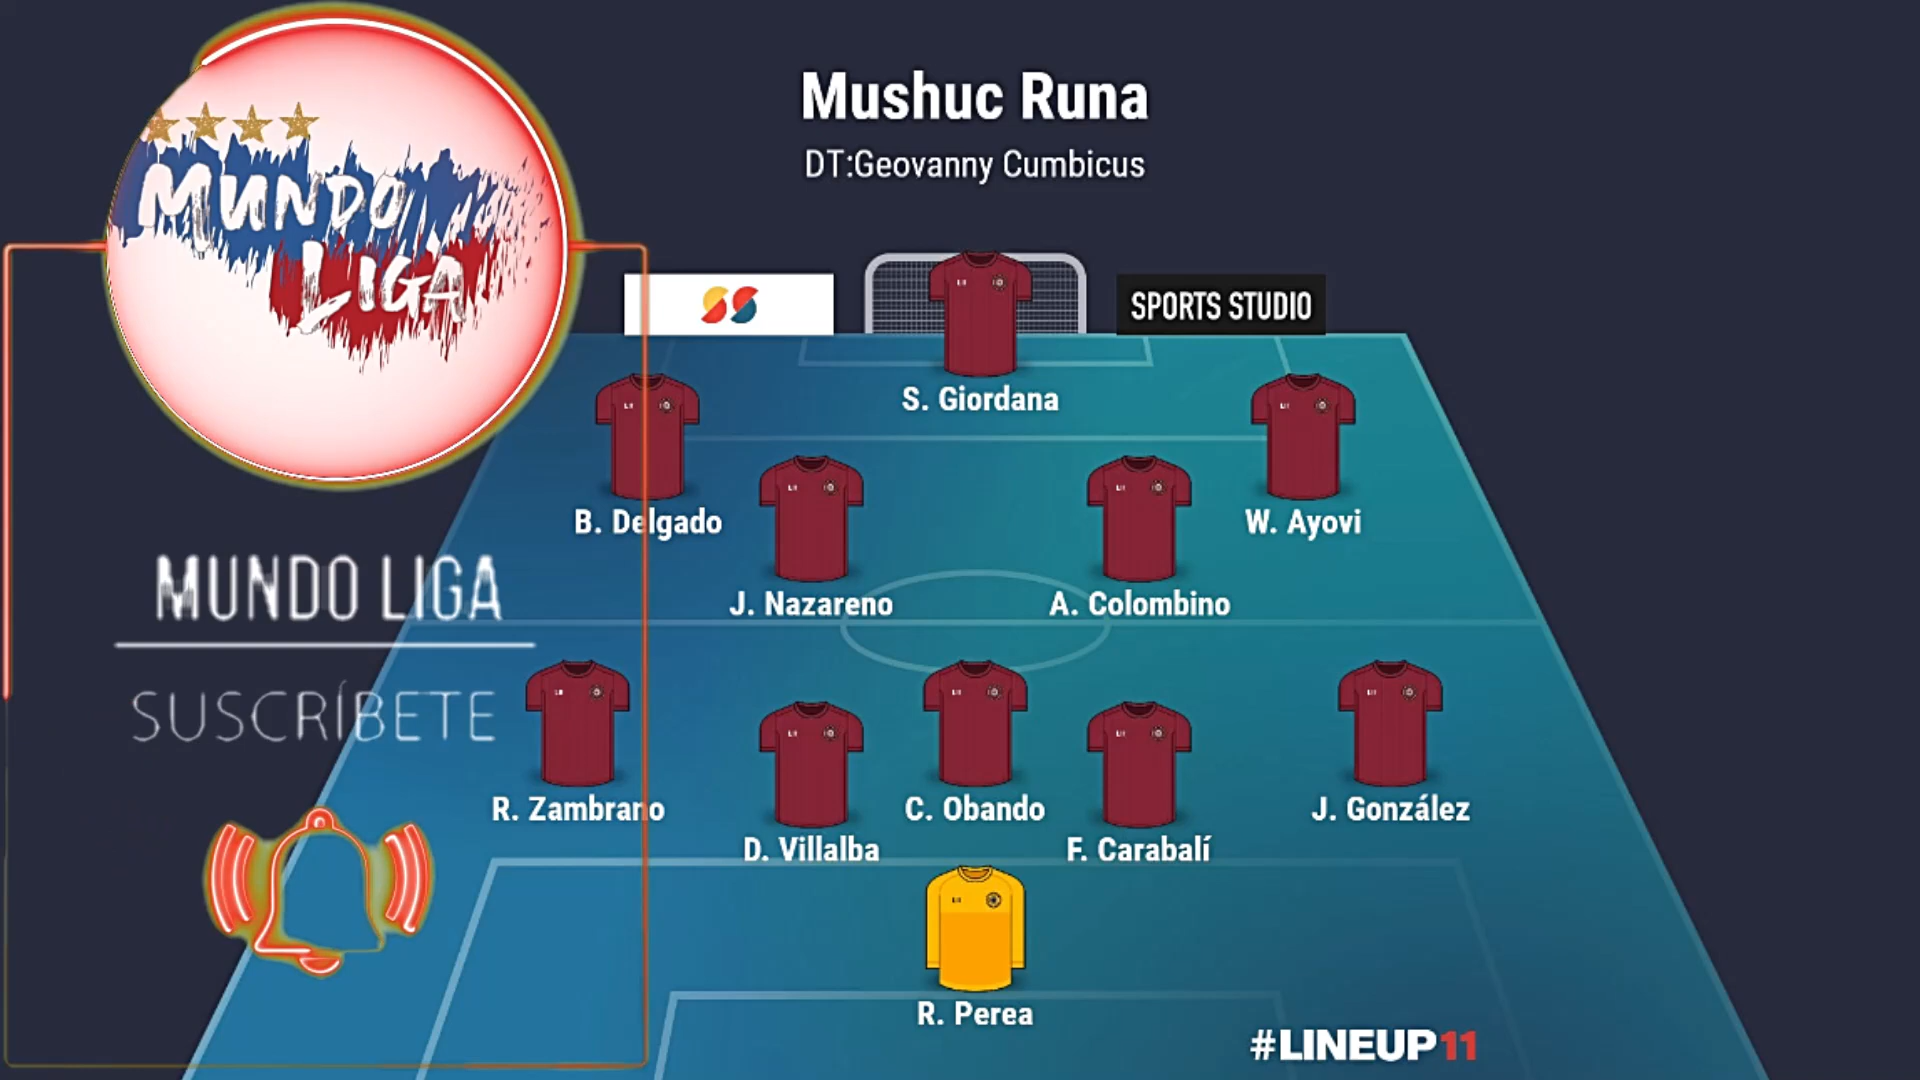 Mushuc Runa
DT:Geovanny Cumbicus
MUNDO
LIGA
SPORTS STUDIO
S. Giordana
B. Delgado
W. Ayovi
J. Nazareno
A. Colombino
MUNDO LIGA
SUSCRÍBETE
R. Zambrano
C. Obando
J. González
D. Villalba
F. Carabalí
R. Perea
#LINEUP11